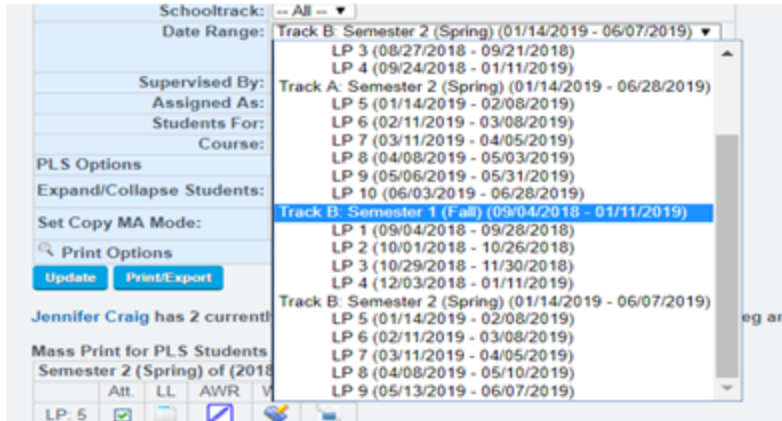 Schooltrack: -- All -- ▼
Date Range: Track B: Semester 2 (Spring) (01/14/2019 - 06/07/2019) ▼
LP 3 (08/27/2018 - 09/21/2018)
LP 4 (09/24/2018 - 01/11/2019)
Track A: Semester 2 (Spring) (01/14/2019 - 06/28/2019)
LP 5 (01/14/2019 - 02/08/2019)
LP 6 (02/11/2019 - 03/08/2019)
LP 7 (03/11/2019 - 04/05/2019)
LP 8 (04/08/2019 - 05/03/2019)
LP 9 (05/06/2019 - 05/31/2019)
LP 10 (06/03/2019 - 06/28/2019)
Track B: Semester 1 (Fall) (09/04/2018 - 01/11/2019)
LP 1 (09/04/2018 - 09/28/2018)
LP 2 (10/01/2018 - 10/26/2018)
LP 3 (10/29/2018 - 11/30/2018)
LP 4 (12/03/2018 - 01/11/2019)
Track B: Semester 2 (Spring) (01/14/2019 - 06/07/2019)
LP 5 (01/14/2019 - 02/08/2019)
LP 6 (02/11/2019 - 03/08/2019)
LP 7 (03/11/2019 - 04/05/2019)
LP 8 (04/08/2019 - 05/10/2019)
LP 9 (05/13/2019 - 06/07/2019)
Supervised By:
Assigned As:
Students For:
Course:
PLS Options
Expand/Collapse Students:
Set Copy MA Mode:
Print Options
Update Print/Export
Jennifer Craig has 2 currentl
Mass Print for PLS Students
Semester 2 (Spring) of (2018
Att. LL AWR
LP: 5